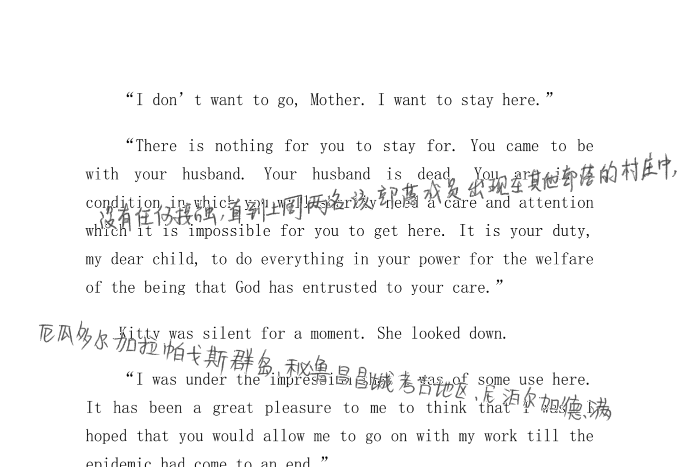 “I don’t want to go, Mother. I want to stay here.”
“There is nothing for you to stay for. You came to be
with your husband. Your husband is dead. You are
没有任何接触,直到上周两名该部落成员出现在其他部落的村庄中,
condition in which need a care and attention
which it is impossible for you to get here. It is your duty,
my dear child, to do everything in your power for the welfare
of the being that God has entrusted to your care.”
厄瓜多尔加拉帕戈斯群岛、秘鲁昌昌城考古地区、尼泊尔加德满
Kitty was silent for a moment. She looked down.
“I was under the impression was of some use here.
It has been a great pleasure to me to think that I
hoped that you would allow me to go on with my work till the
epidemic had come to an end.”